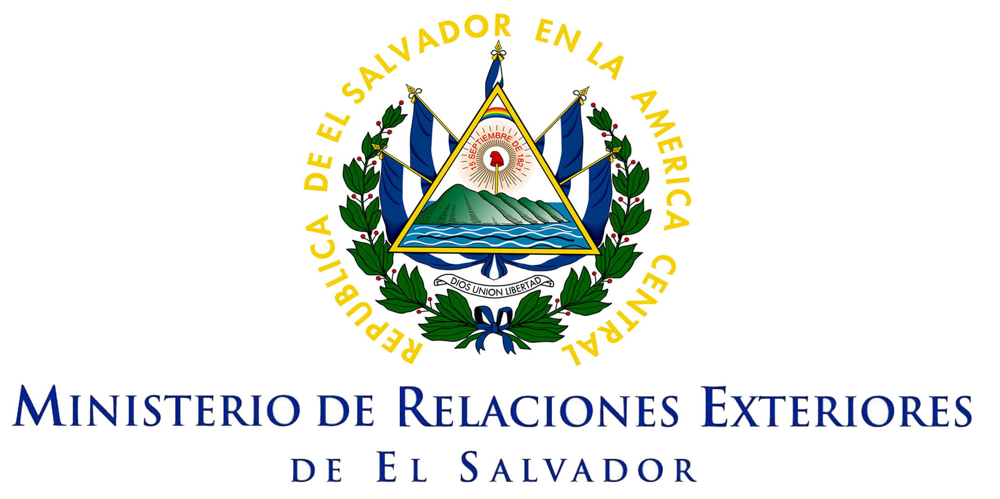 REPUBLICA DE EL SALVADOR EN LA AMERICA CENTRAL
15 SEPTIEMBRE DE 1821
DIOS UNION LIBERTAD
MINISTERIO DE RELACIONES EXTERIORES
DE EL SALVADOR